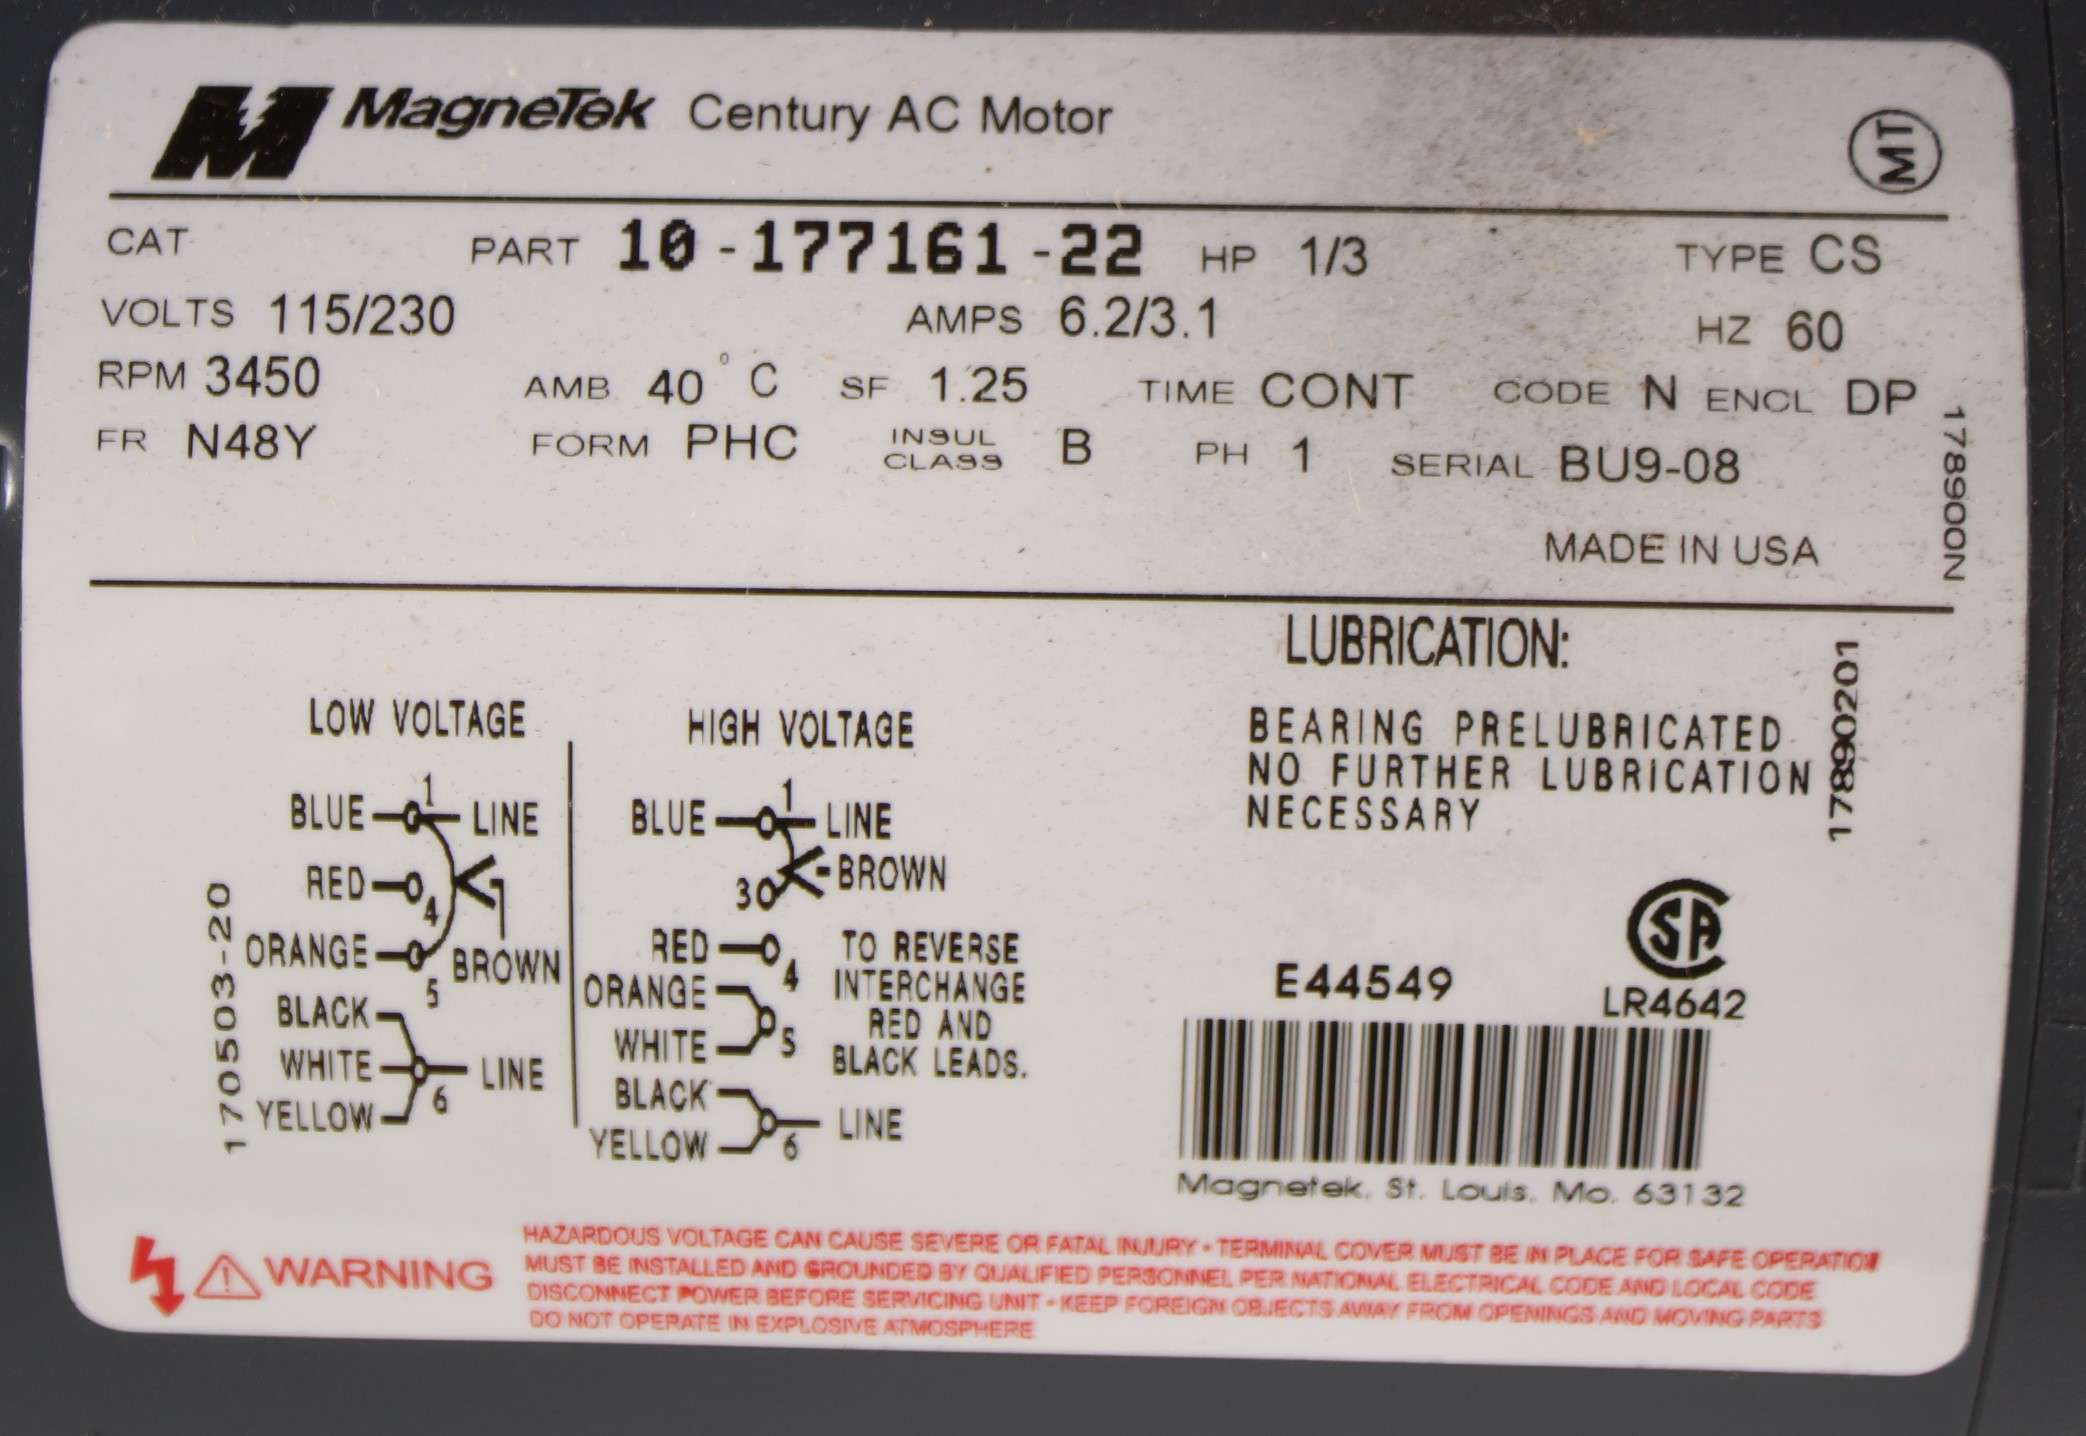 MagneTek Century AC Motor
MT
CAT PART 10-177161-22 HP 1/3 TYPE CS
VOLTS 115/230 AMPS 6.2/3.1 HZ 60
RPM 3450 AMB 40°C SF 1.25 TIME CONT CODE N ENCL DP
FR N48Y FORM PHC INSUL CLASS B PH 1 SERIAL BU9-08
MADE IN USA
178900N
LOW VOLTAGE
BLUE 1 LINE
RED 4
ORANGE 5 BROWN
BLACK
WHITE 6 LINE
YELLOW
170503-20
HIGH VOLTAGE
BLUE 1 LINE
3 BROWN
RED 4
ORANGE
WHITE 5
BLACK
YELLOW 6 LINE
TO REVERSE
INTERCHANGE
RED AND
BLACK LEADS.
LUBRICATION:
BEARING PRELUBRICATED
NO FURTHER LUBRICATION
NECESSARY
17890201
SA
E44549
LR4642
Magnetek, St. Louis, Mo. 63132
WARNING
HAZARDOUS VOLTAGE CAN CAUSE SEVERE OR FATAL INJURY • TERMINAL COVER MUST BE IN PLACE FOR SAFE OPERATION
MUST BE INSTALLED AND GROUNDED BY QUALIFIED PERSONNEL PER NATIONAL ELECTRICAL CODE AND LOCAL CODE
DISCONNECT POWER BEFORE SERVICING UNIT • KEEP FOREIGN OBJECTS AWAY FROM OPENINGS AND MOVING PARTS
DO NOT OPERATE IN EXPLOSIVE ATMOSPHERE